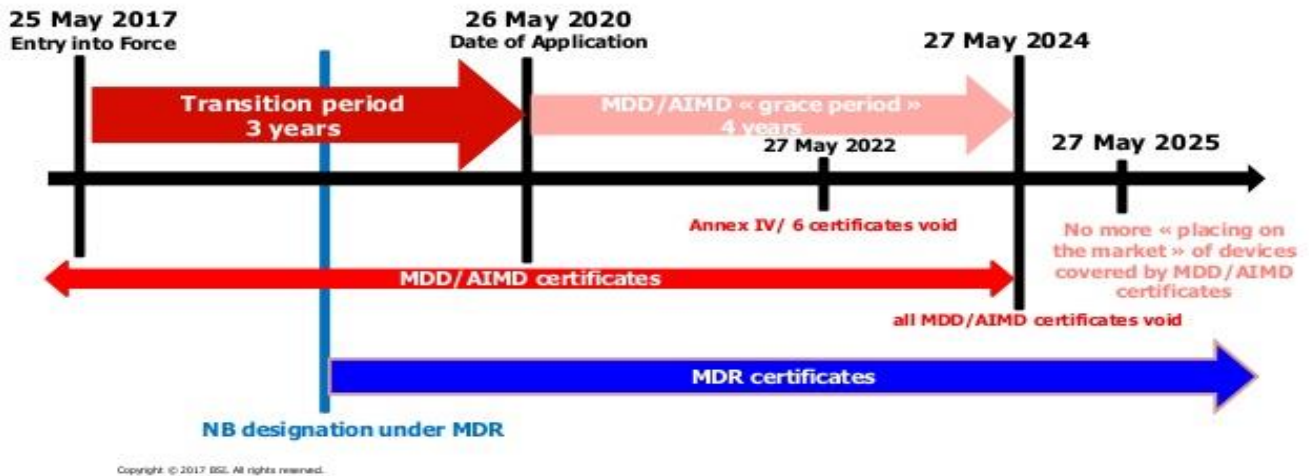 25 May 2017
Entry into Force
26 May 2020
Date of Application
27 May 2024
Transition period
3 years
MDD/AIMD « grace period »
4 years
27 May 2022
27 May 2025
Annex IV/ 6 certificates void
No more « placing on
the market » of devices
covered by MDD/AIMD
certificates
MDD/AIMD certificates
all MDD/AIMD certificates void
MDR certificates
NB designation under MDR
Copyright © 2017 BSI. All rights reserved.